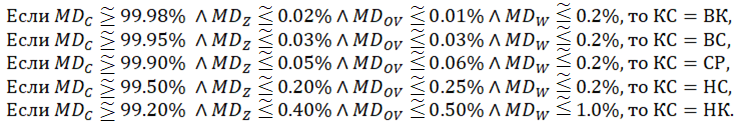 Если MD_C ≧̃ 99.98% ∧ MD_Z ≦̃ 0.02% ∧ MD_OV ≦̃ 0.01% ∧ MD_W ≦̃ 0.2%, то КС = ВК,
Если MD_C ≧̃ 99.95% ∧ MD_Z ≦̃ 0.03% ∧ MD_OV ≦̃ 0.03% ∧ MD_W ≦̃ 0.2%, то КС = ВС,
Если MD_C ≧̃ 99.90% ∧ MD_Z ≦̃ 0.05% ∧ MD_OV ≦̃ 0.06% ∧ MD_W ≦̃ 0.2%, то КС = СР,
Если MD_C ≧̃ 99.50% ∧ MD_Z ≦̃ 0.20% ∧ MD_OV ≦̃ 0.25% ∧ MD_W ≦̃ 0.2%, то КС = НС,
Если MD_C ≧̃ 99.20% ∧ MD_Z ≦̃ 0.40% ∧ MD_OV ≦̃ 0.50% ∧ MD_W ≦̃ 1.0%, то КС = НК.